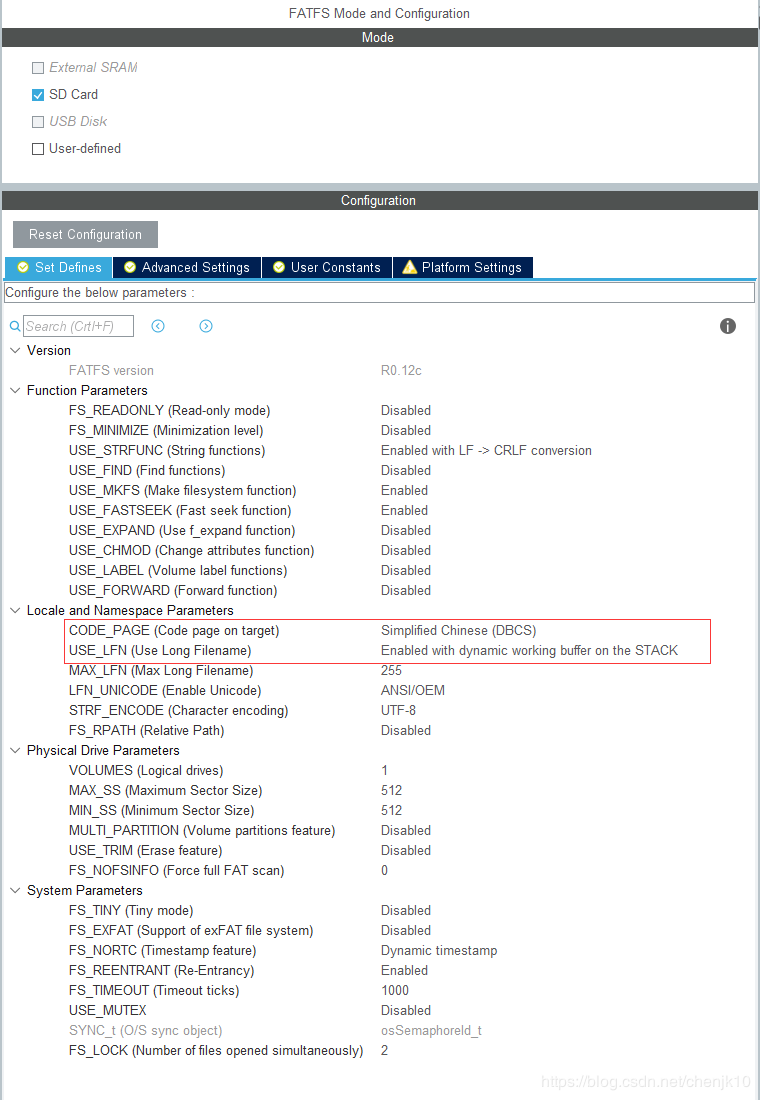 FATFS Mode and Configuration
Mode
External SRAM
SD Card
USB Disk
User-defined
Configuration
Reset Configuration
Set Defines Advanced Settings User Constants Platform Settings
Configure the below parameters :
Search (Crtl+F)
Version
FATFS version R0.12c
Function Parameters
FS_READONLY (Read-only mode) Disabled
FS_MINIMIZE (Minimization level) Disabled
USE_STRFUNC (String functions) Enabled with LF -> CRLF conversion
USE_FIND (Find functions) Disabled
USE_MKFS (Make filesystem function) Enabled
USE_FASTSEEK (Fast seek function) Enabled
USE_EXPAND (Use f_expand function) Disabled
USE_CHMOD (Change attributes function) Disabled
USE_LABEL (Volume label functions) Disabled
USE_FORWARD (Forward function) Disabled
Locale and Namespace Parameters
CODE_PAGE (Code page on target) Simplified Chinese (DBCS)
USE_LFN (Use Long Filename) Enabled with dynamic working buffer on the STACK
MAX_LFN (Max Long Filename) 255
LFN_UNICODE (Enable Unicode) ANSI/OEM
STRF_ENCODE (Character encoding) UTF-8
FS_RPATH (Relative Path) Disabled
Physical Drive Parameters
VOLUMES (Logical drives) 1
MAX_SS (Maximum Sector Size) 512
MIN_SS (Minimum Sector Size) 512
MULTI_PARTITION (Volume partitions feature) Disabled
USE_TRIM (Erase feature) Disabled
FS_NOFSINFO (Force full FAT scan) 0
System Parameters
FS_TINY (Tiny mode) Disabled
FS_EXFAT (Support of exFAT file system) Disabled
FS_NORTC (Timestamp feature) Dynamic timestamp
FS_REENTRANT (Re-Entrancy) Enabled
FS_TIMEOUT (Timeout ticks) 1000
USE_MUTEX Disabled
SYNC_t (O/S sync object) osSemaphoreId_t
FS_LOCK (Number of files opened simultaneously) 2
https://blog.csdn.net/chenjk10